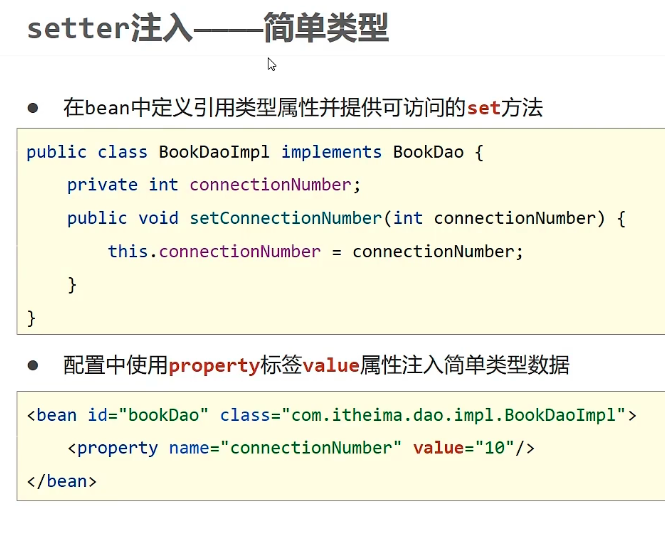 setter注入————简单类型
● 在bean中定义引用类型属性并提供可访问的set方法
public class BookDaoImpl implements BookDao {
    private int connectionNumber;
    public void setConnectionNumber(int connectionNumber) {
        this.connectionNumber = connectionNumber;
    }
}
● 配置中使用property标签value属性注入简单类型数据
<bean id="bookDao" class="com.itheima.dao.impl.BookDaoImpl">
    <property name="connectionNumber" value="10"/>
</bean>